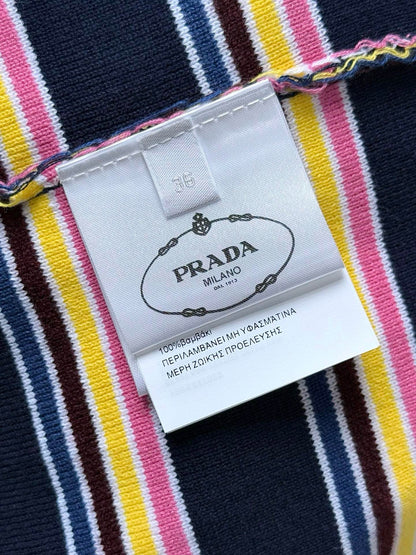 36
PRADA
MILANO
DAL 1913
100%βαμβάκι
ΠΕΡΙΛΑΜΒΑΝΕΙ ΜΗ ΥΦΑΣΜΑΤΙΝΑ
ΜΕΡΗ ΖΩΙΚΗΣ ΠΡΟΕΛΕΥΣΗΣ